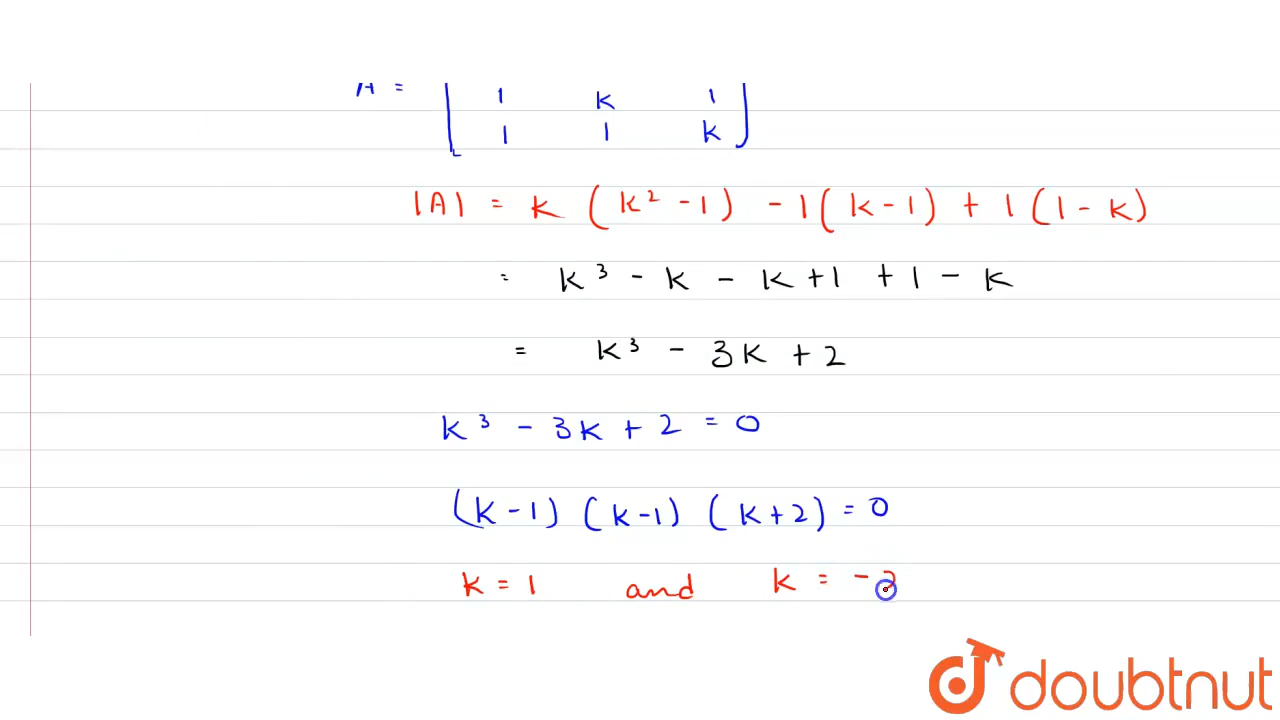 A =
1 k 1
1 1 k
|A| = k (k² - 1) - 1(k - 1) + 1(1 - k)
= k³ - k - k + 1 + 1 - k
= k³ - 3k + 2
k³ - 3k + 2 = 0
(k - 1) (k - 1) (k + 2) = 0
k = 1 and k = -2
doubtnut